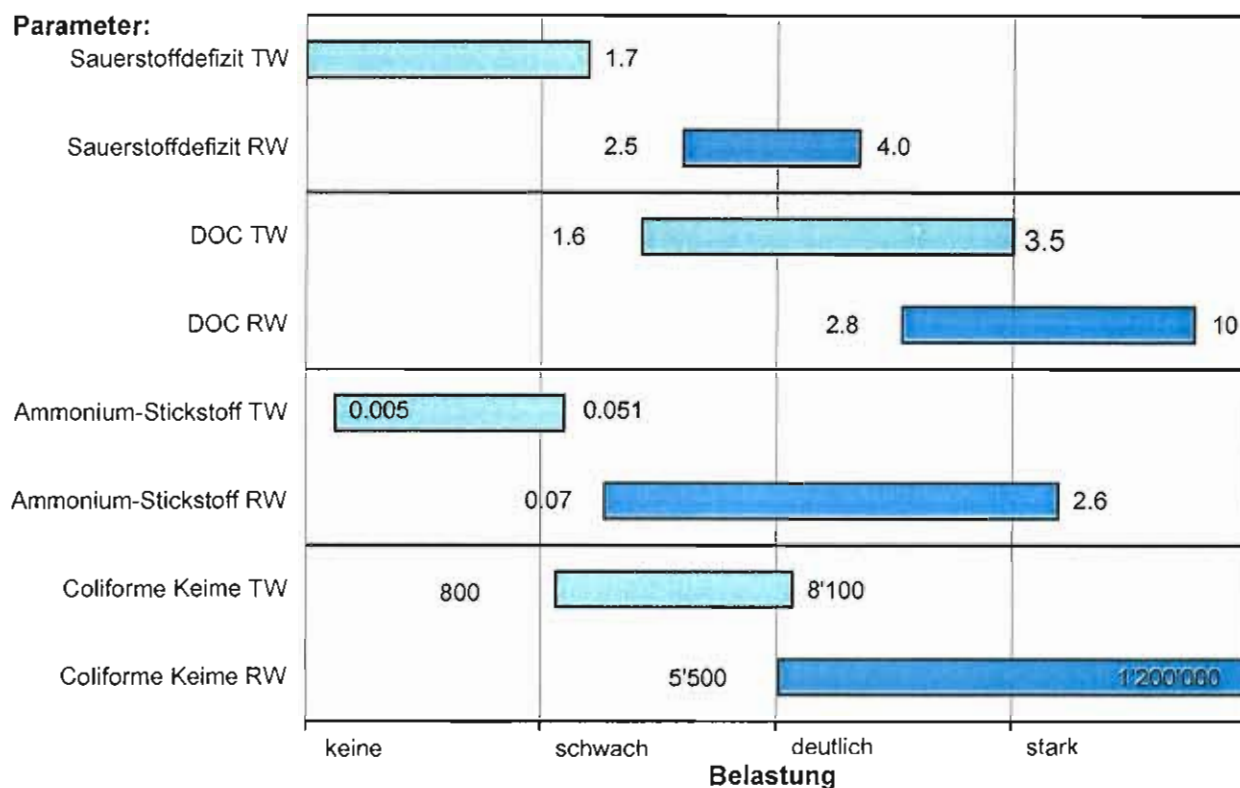 Parameter:
Sauerstoffdefizit TW 1.7
Sauerstoffdefizit RW 2.5 4.0
DOC TW 1.6 3.5
DOC RW 2.8 10
Ammonium-Stickstoff TW 0.005 0.051
Ammonium-Stickstoff RW 0.07 2.6
Coliforme Keime TW 800 8'100
Coliforme Keime RW 5'500 1'200'000
keine schwach deutlich stark
Belastung